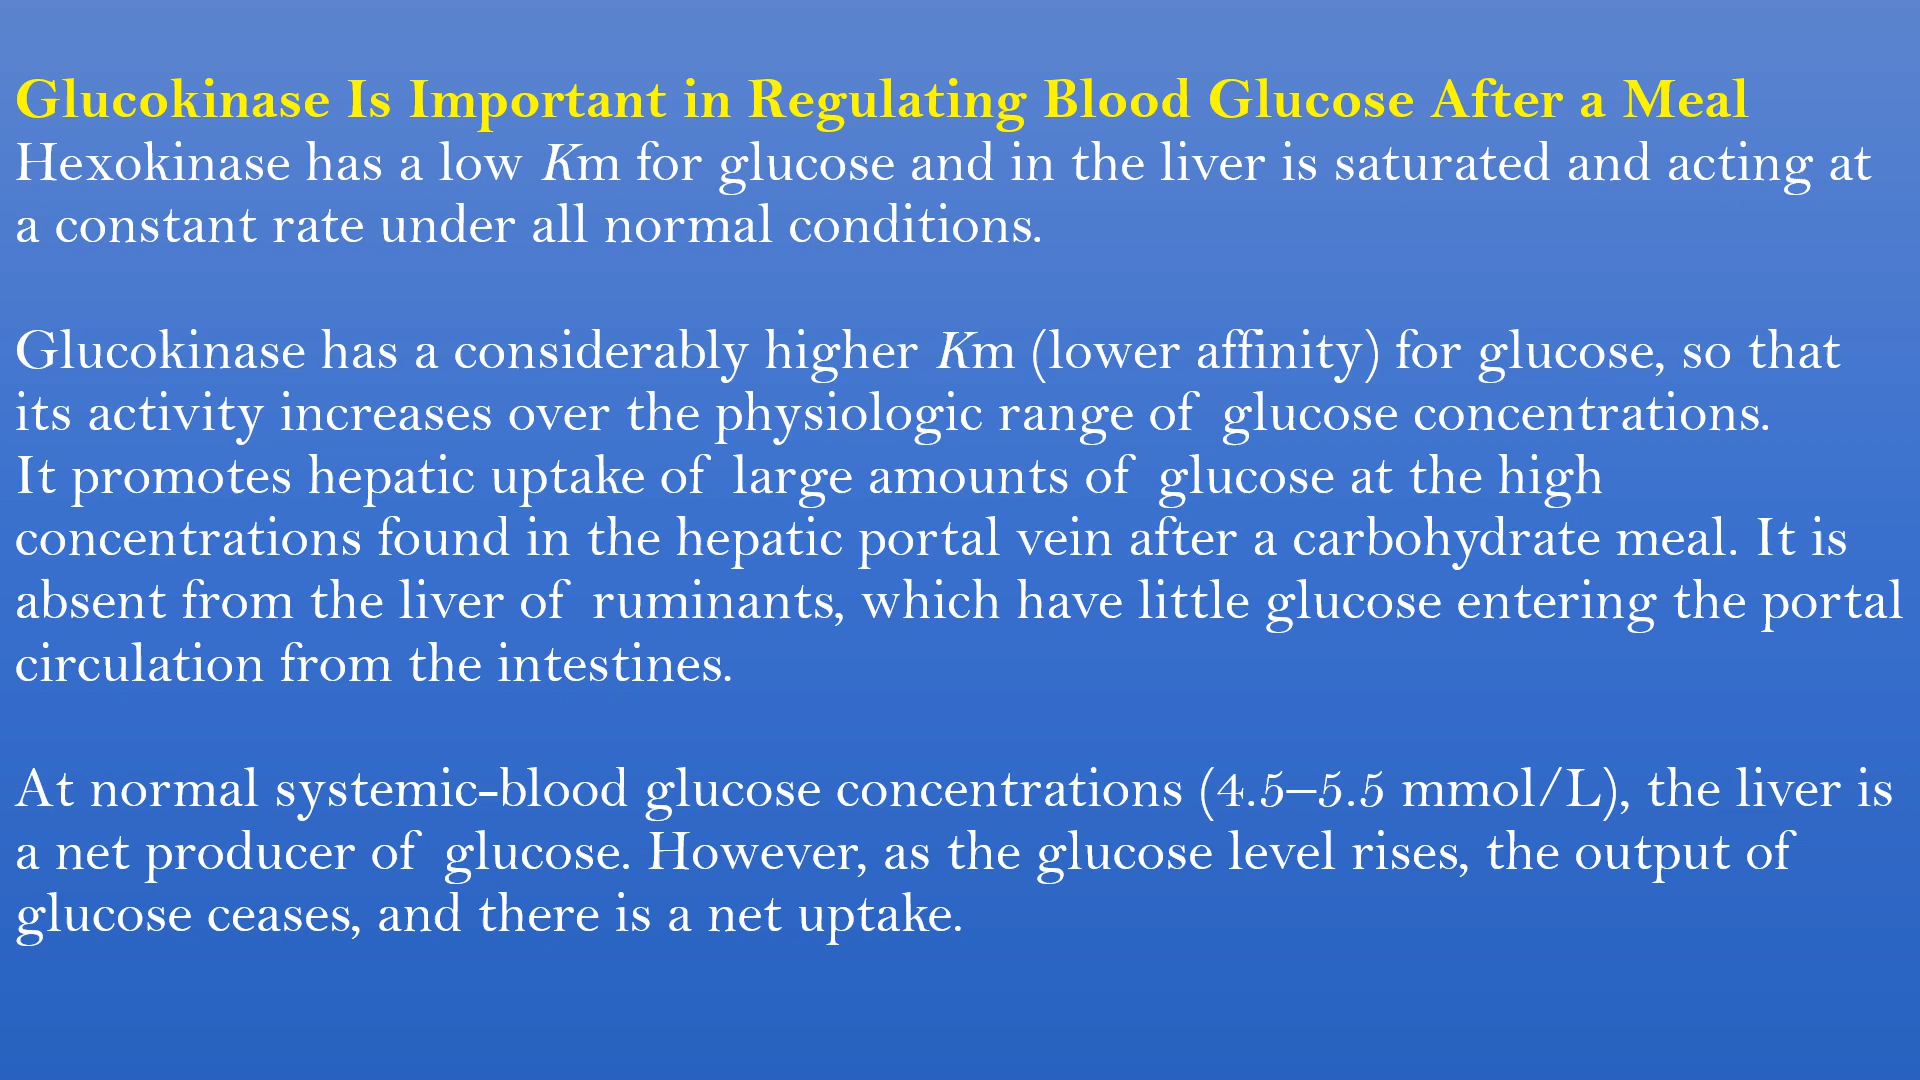 Glucokinase Is Important in Regulating Blood Glucose After a Meal
Hexokinase has a low Km for glucose and in the liver is saturated and acting at
a constant rate under all normal conditions.
Glucokinase has a considerably higher Km (lower affinity) for glucose, so that
its activity increases over the physiologic range of glucose concentrations.
It promotes hepatic uptake of large amounts of glucose at the high
concentrations found in the hepatic portal vein after a carbohydrate meal. It is
absent from the liver of ruminants, which have little glucose entering the portal
circulation from the intestines.
At normal systemic-blood glucose concentrations (4.5–5.5 mmol/L), the liver is
a net producer of glucose. However, as the glucose level rises, the output of
glucose ceases, and there is a net uptake.